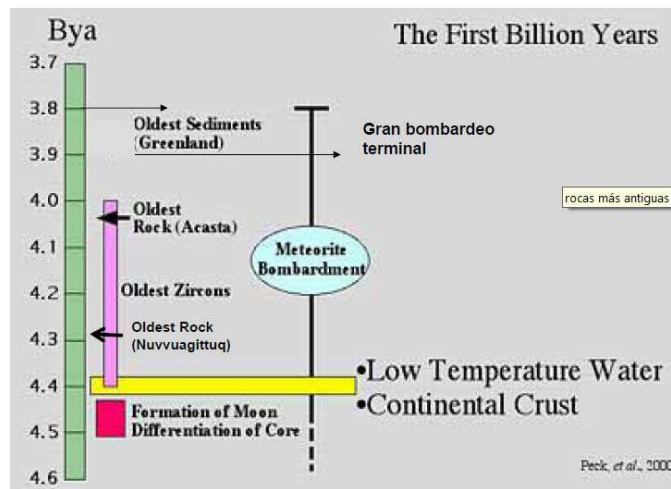 Bya
The First Billion Years
3.7
3.8
3.9
4.0
4.1
4.2
4.3
4.4
4.5
4.6
Oldest Sediments
(Greenland)
Gran bombardeo
terminal
rocas más antiguas
Oldest
Rock (Acasta)
Meteorite
Bombardment
Oldest Zircons
Oldest Rock
(Nuvvuagittuq)
•Low Temperature Water
•Continental Crust
Formation of Moon
Differentiation of Core
Peck, et al., 2000